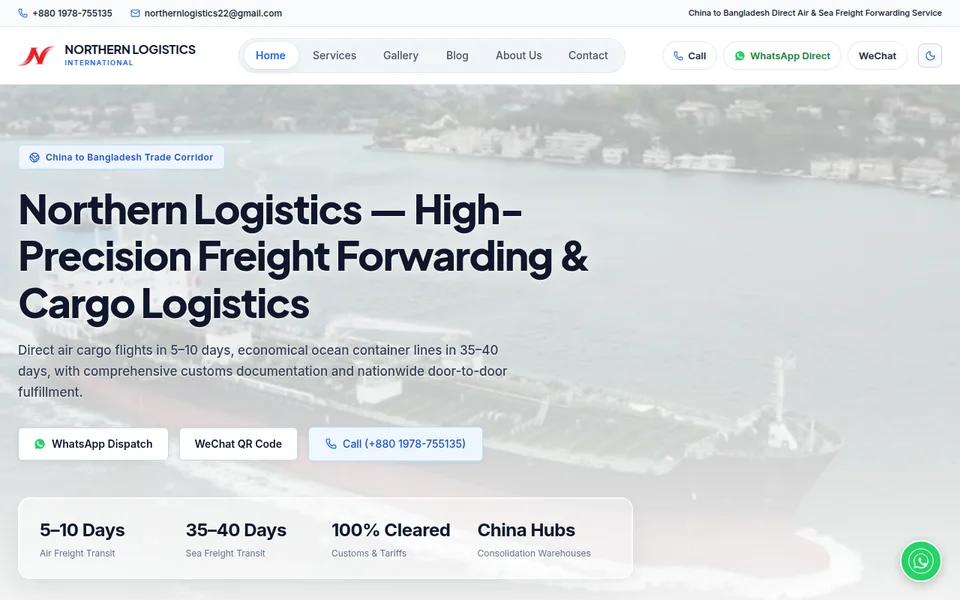 +880 1978-755135 northernlogistics22@gmail.com China to Bangladesh Direct Air & Sea Freight Forwarding Service
NORTHERN LOGISTICS
INTERNATIONAL
Home Services Gallery Blog About Us Contact
Call WhatsApp Direct WeChat
China to Bangladesh Trade Corridor
Northern Logistics — High-
Precision Freight Forwarding &
Cargo Logistics
Direct air cargo flights in 5–10 days, economical ocean container lines in 35–40
days, with comprehensive customs documentation and nationwide door-to-door
fulfillment.
WhatsApp Dispatch WeChat QR Code Call (+880 1978-755135)
5–10 Days 35–40 Days 100% Cleared China Hubs
Air Freight Transit Sea Freight Transit Customs & Tariffs Consolidation Warehouses